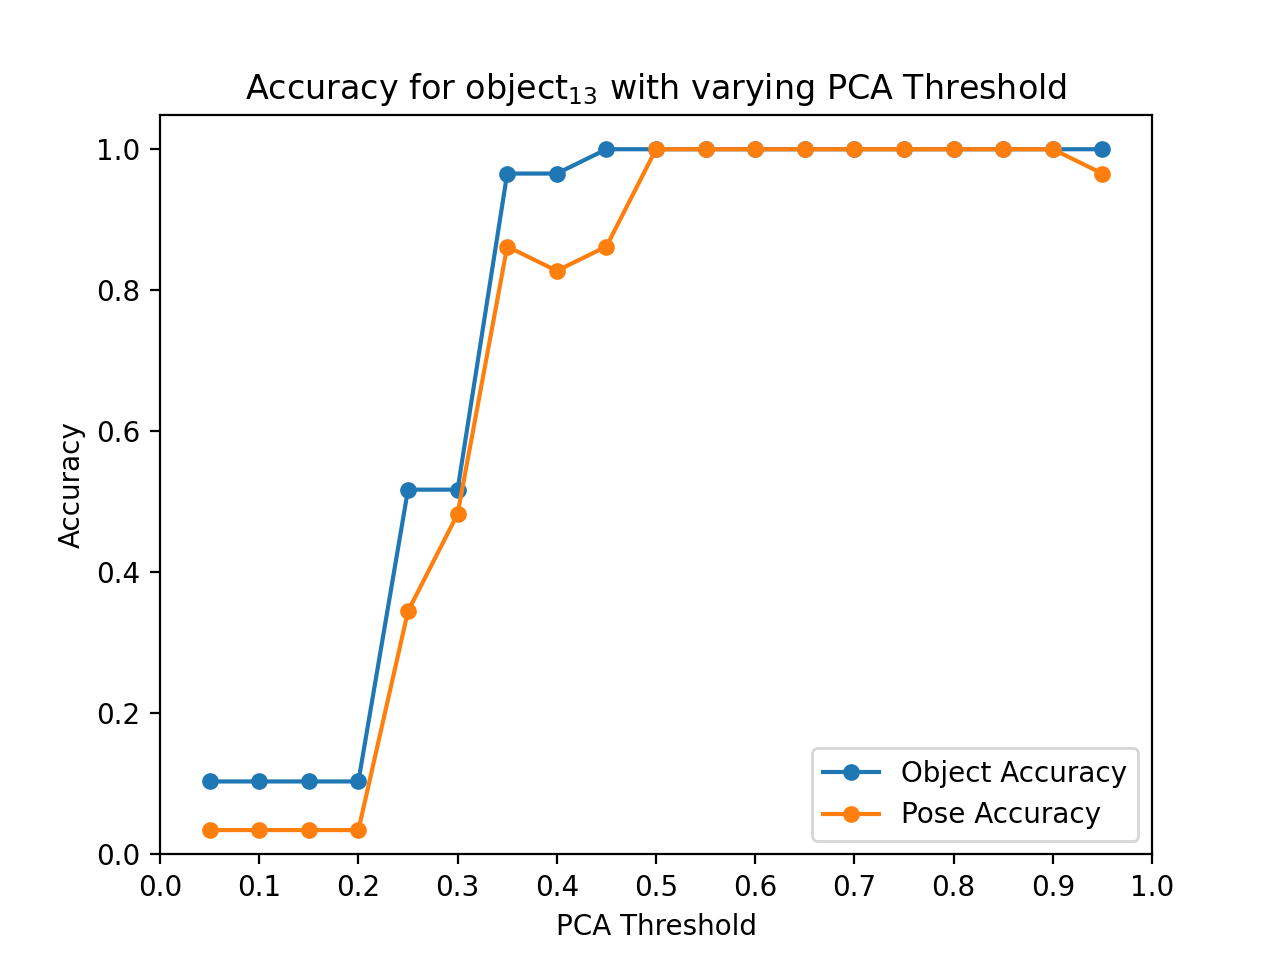 Accuracy for object₁₃ with varying PCA Threshold
1.0
0.8
0.6
0.4
0.2
0.0
Accuracy
Object Accuracy
Pose Accuracy
0.0 0.1 0.2 0.3 0.4 0.5 0.6 0.7 0.8 0.9 1.0
PCA Threshold